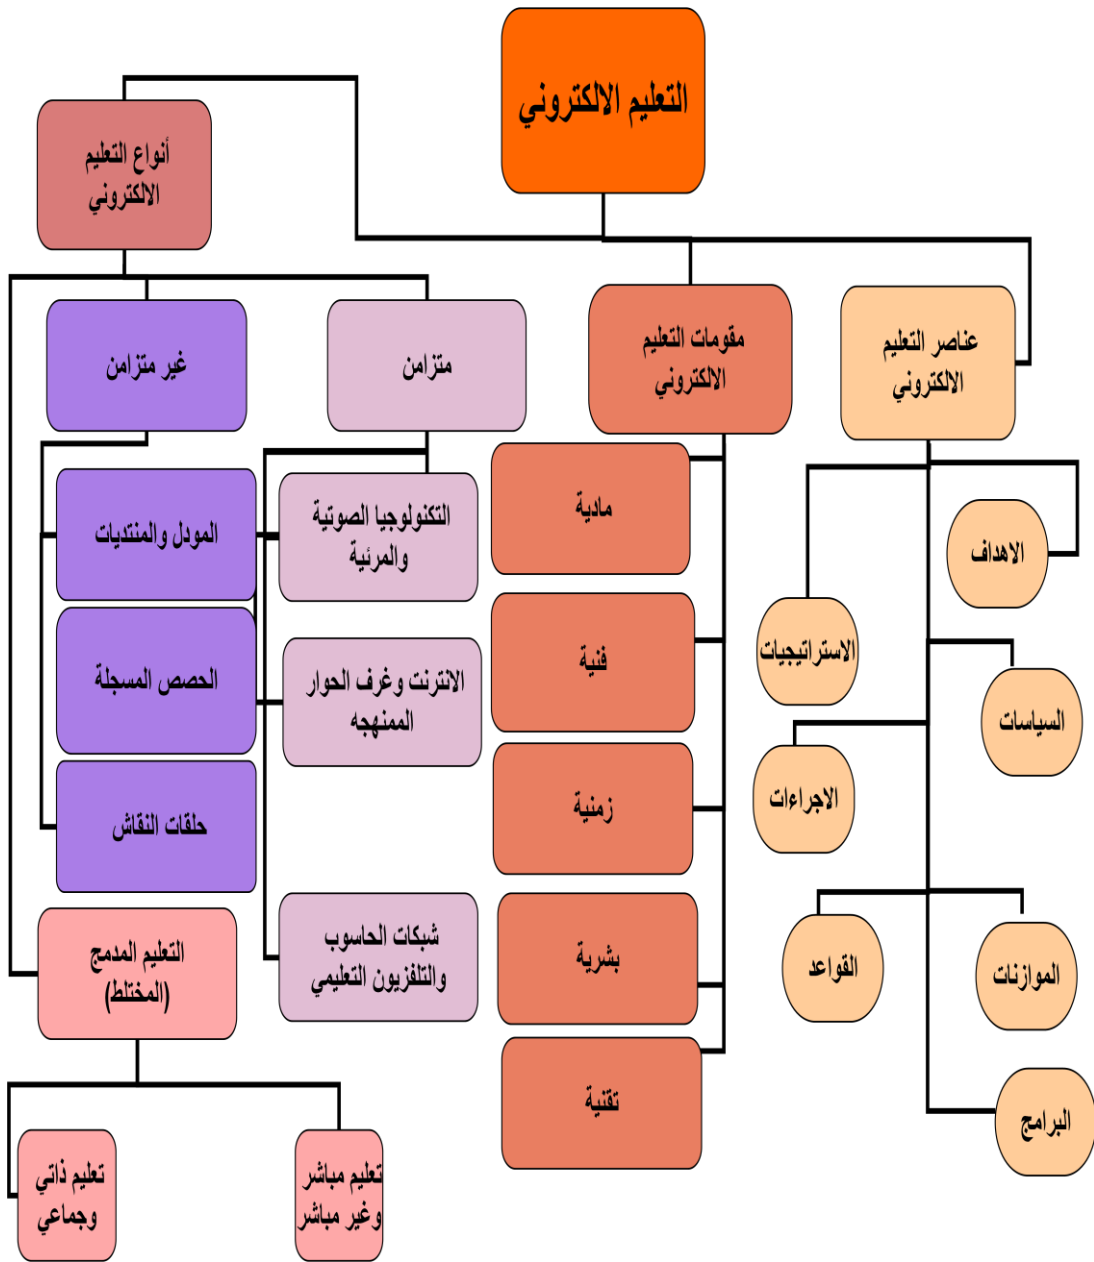 التعليم الالكتروني
عناصر التعليم
الالكتروني
الاهداف
الاستراتيجيات
السياسات
الاجراءات
الموازنات
القواعد
البرامج
مقومات التعليم
الالكتروني
مادية
فنية
زمنية
بشرية
تقنية
أنواع التعليم
الالكتروني
متزامن
التكنولوجيا الصوتية
والمرئية
الانترنت وغرف الحوار
الممنهجه
شبكات الحاسوب
والتلفزيون التعليمي
غير متزامن
المودل والمنتديات
الحصص المسجلة
حلقات النقاش
التعليم المدمج
(المختلط)
تعليم مباشر
وغير مباشر
تعليم ذاتي
وجماعي